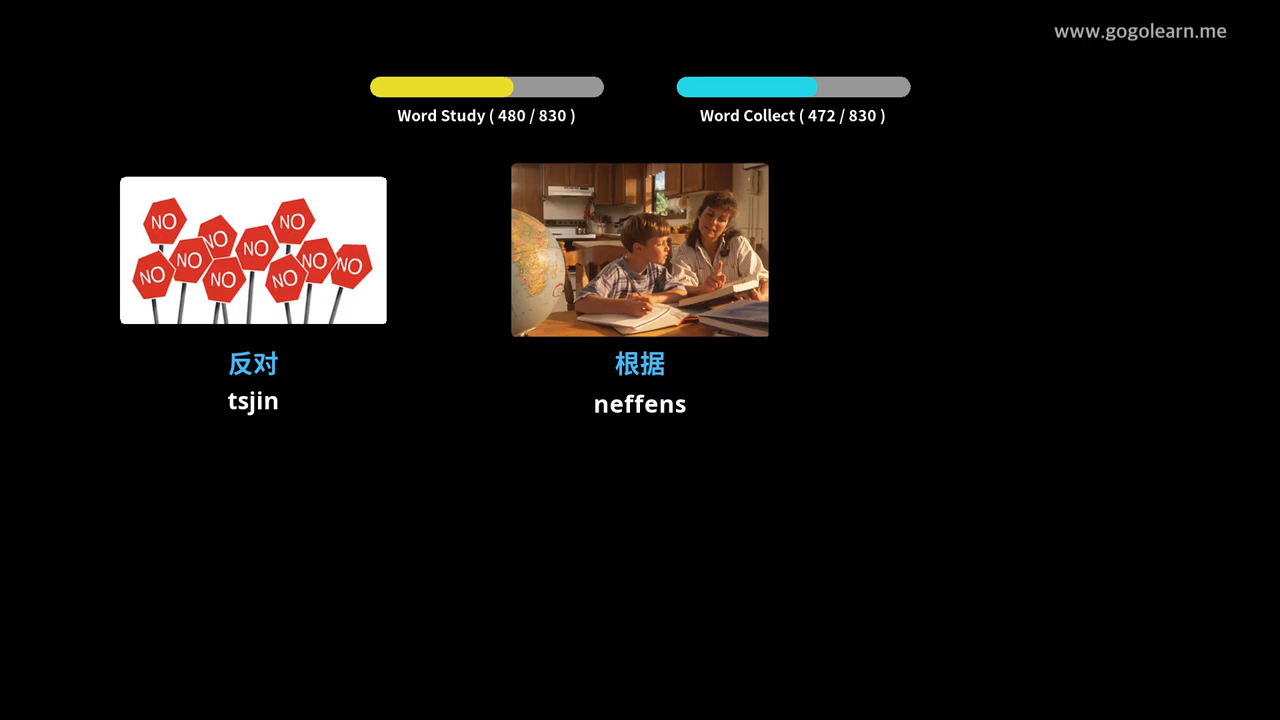 www.gogolearn.me
Word Study ( 480 / 830 )
Word Collect ( 472 / 830 )
NO
NO
NO
NO
NO
NO
NO
NO
NO
NO
反对
tsjin
根据
neffens